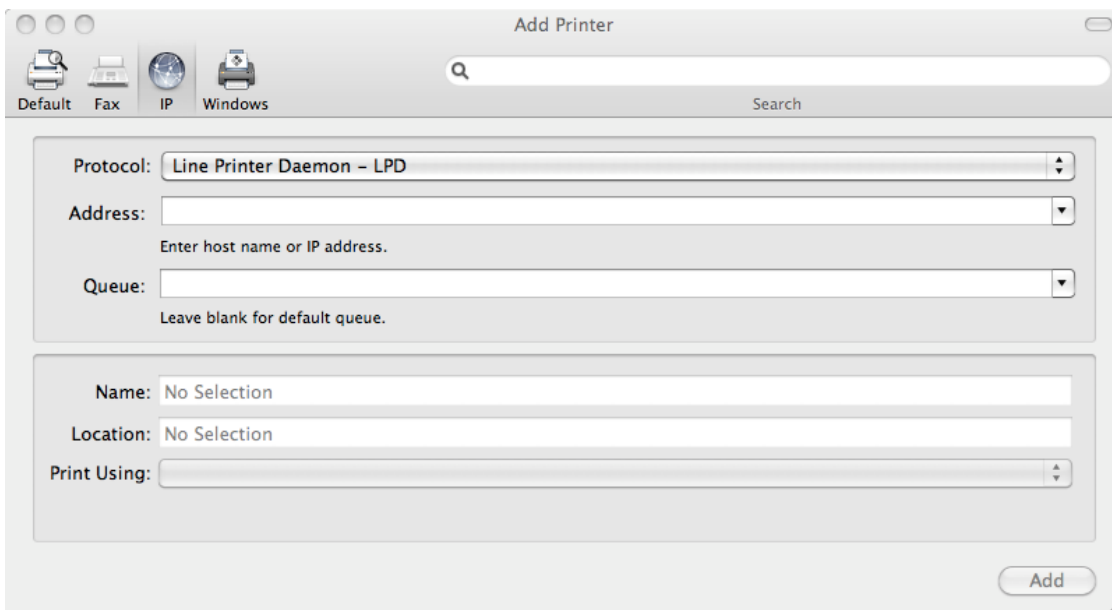 Add Printer
Default Fax IP Windows
Search
Protocol: Line Printer Daemon – LPD
Address:
Enter host name or IP address.
Queue:
Leave blank for default queue.
Name: No Selection
Location: No Selection
Print Using:
Add